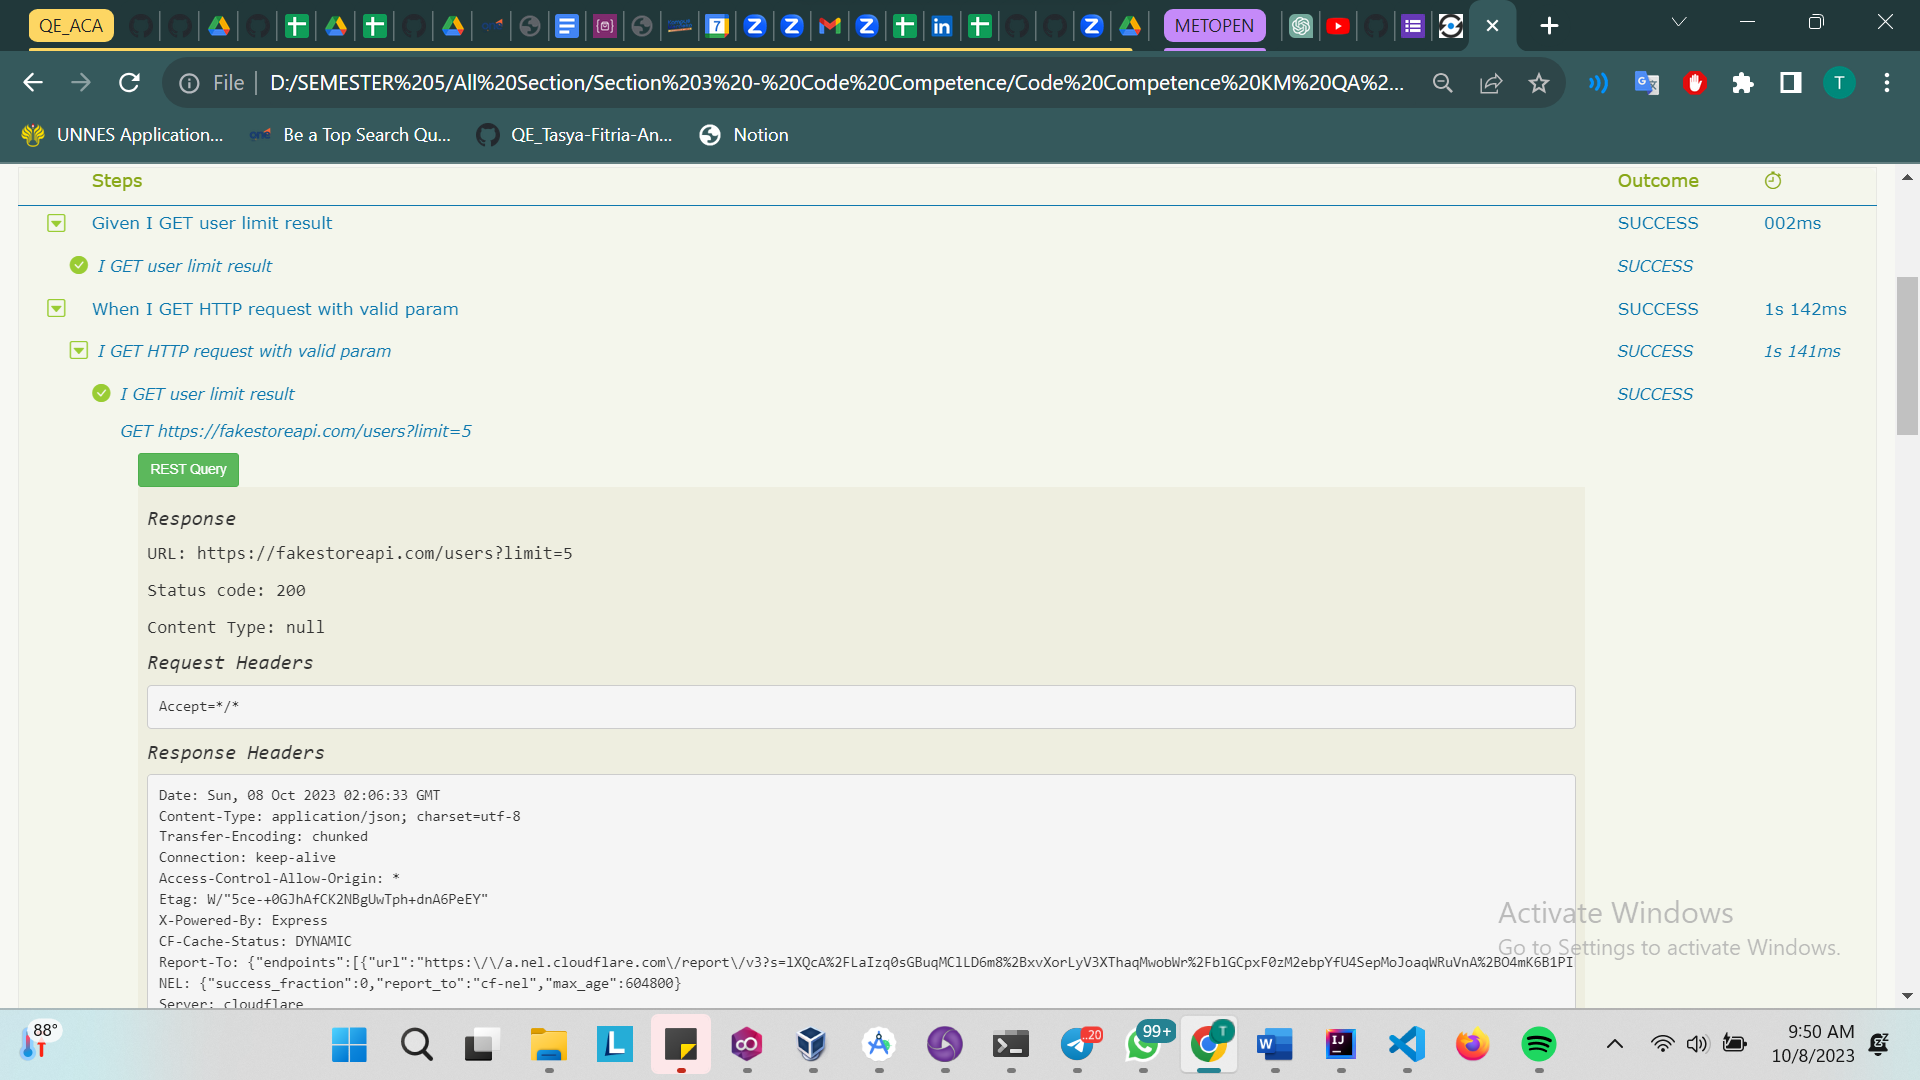 QE_ACA
METOPEN
File
D:/SEMESTER%205/All%20Section/Section%203%20-%20Code%20Competence/Code%20Competence%20KM%20QA%2...
T
UNNES Application...
one
Be a Top Search Qu...
QE_Tasya-Fitria-An...
Notion
Steps Outcome
Given I GET user limit result SUCCESS 002ms
I GET user limit result SUCCESS
When I GET HTTP request with valid param SUCCESS 1s 142ms
I GET HTTP request with valid param SUCCESS 1s 141ms
I GET user limit result SUCCESS
GET https://fakestoreapi.com/users?limit=5
REST Query
Response
URL: https://fakestoreapi.com/users?limit=5
Status code: 200
Content Type: null
Request Headers
Accept=*/*
Response Headers
Date: Sun, 08 Oct 2023 02:06:33 GMT
Content-Type: application/json; charset=utf-8
Transfer-Encoding: chunked
Connection: keep-alive
Access-Control-Allow-Origin: *
Etag: W/"5ce-+0GJhAfCK2NBgUwTph+dnA6PeEY"
X-Powered-By: Express
CF-Cache-Status: DYNAMIC
Report-To: {"endpoints":[{"url":"https:\/\/a.nel.cloudflare.com\/report\/v3?s=lXQcA%2FLaIzq0sGBuqMClLD6m8%2BxvXorLyV3XThaqMwobWr%2FblGCpxF0zM2ebpYfU4SepMoJoaqWRuVnA%2BO4mK6B1PI
NEL: {"success_fraction":0,"report_to":"cf-nel","max_age":604800}
Server: cloudflare
Activate Windows
Go to Settings to activate Windows.
88°
20
99+
T
9:50 AM
10/8/2023